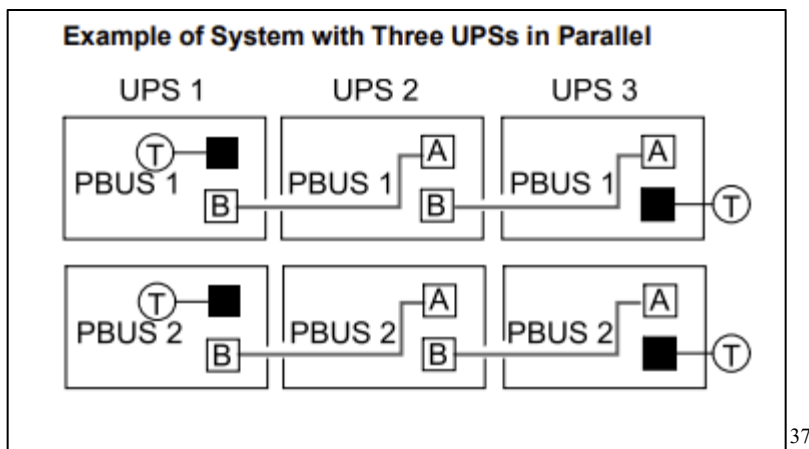 Example of System with Three UPSs in Parallel
UPS 1 UPS 2 UPS 3
T A A
PBUS 1 PBUS 1 PBUS 1
B B T
T A A
PBUS 2 PBUS 2 PBUS 2
B B T
37